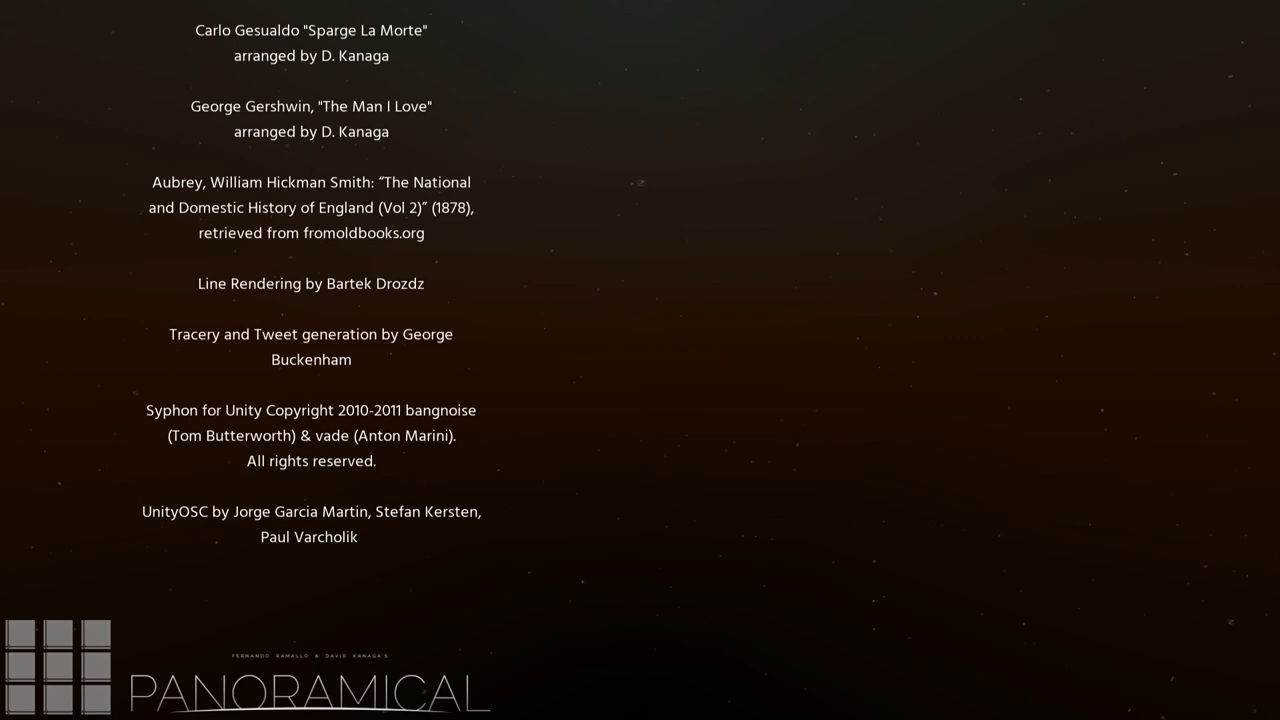 Carlo Gesualdo "Sparge La Morte"
arranged by D. Kanaga
George Gershwin, "The Man I Love"
arranged by D. Kanaga
Aubrey, William Hickman Smith: “The National
and Domestic History of England (Vol 2)” (1878),
retrieved from fromoldbooks.org
Line Rendering by Bartek Drozdz
Tracery and Tweet generation by George
Buckenham
Syphon for Unity Copyright 2010-2011 bangnoise
(Tom Butterworth) & vade (Anton Marini).
All rights reserved.
UnityOSC by Jorge Garcia Martin, Stefan Kersten,
Paul Varcholik
FERNANDO RAMALLO & DAVID KANAGA'S
PANORAMICAL